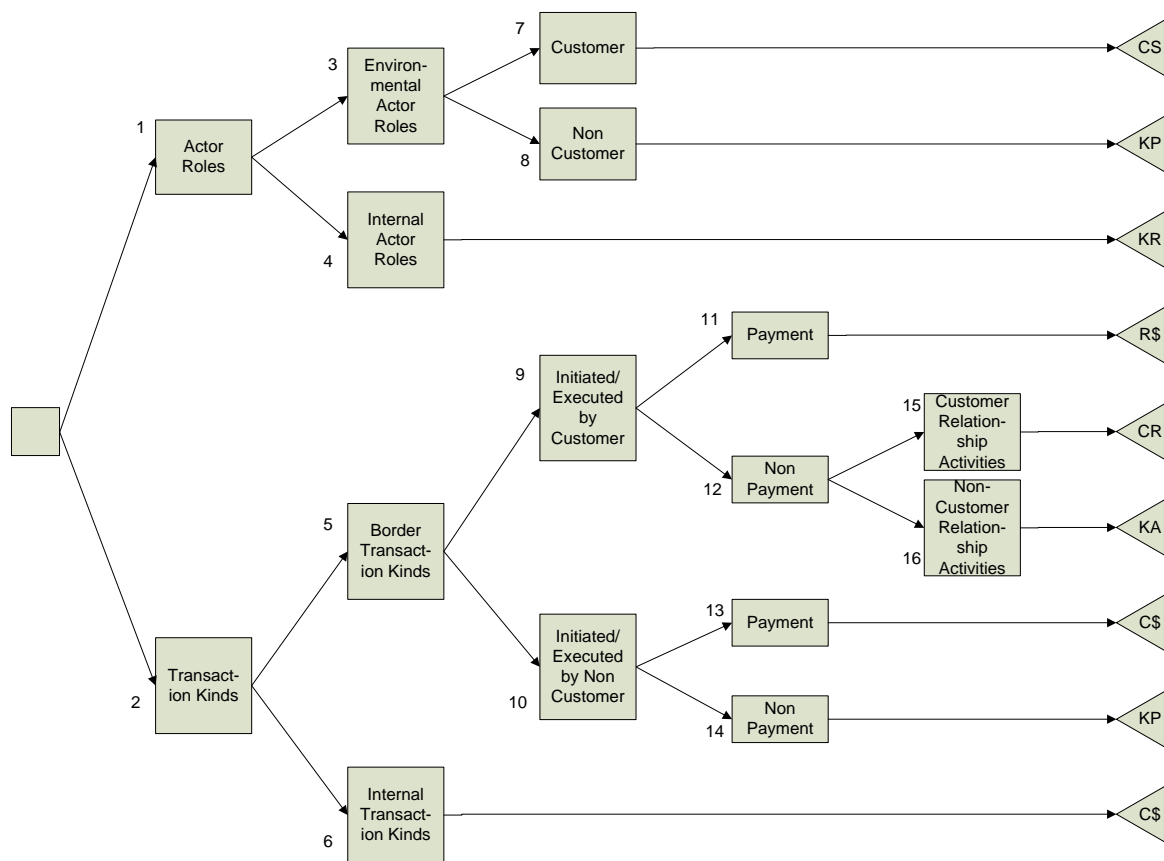 7
Customer
CS
3
Environ-
mental
Actor
Roles
8
Non
Customer
KP
1
Actor
Roles
4
Internal
Actor
Roles
KR
11
Payment
R$
9
Initiated/
Executed
by
Customer
15
Customer
Relation-
ship
Activities
CR
12
Non
Payment
16
Non-
Customer
Relation-
ship
Activities
KA
5
Border
Transact-
ion Kinds
13
Payment
C$
10
Initiated/
Executed
by Non
Customer
14
Non
Payment
KP
2
Transact-
ion Kinds
6
Internal
Transact-
ion Kinds
C$